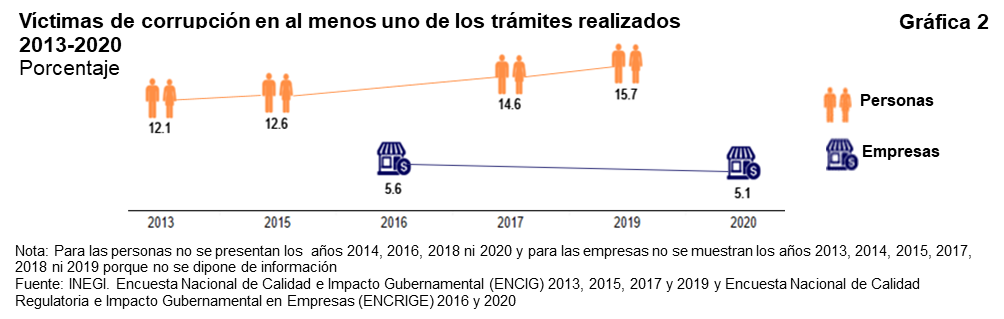 Víctimas de corrupción en al menos uno de los trámites realizados
Gráfica 2
2013-2020
Porcentaje
12.1
12.6
14.6
15.7
Personas
Empresas
5.6
5.1
2013 2015 2016 2017 2019 2020
Nota: Para las personas no se presentan los años 2014, 2016, 2018 ni 2020 y para las empresas no se muestran los años 2013, 2014, 2015, 2017,
2018 ni 2019 porque no se dipone de información
Fuente: INEGI. Encuesta Nacional de Calidad e Impacto Gubernamental (ENCIG) 2013, 2015, 2017 y 2019 y Encuesta Nacional de Calidad
Regulatoria e Impacto Gubernamental en Empresas (ENCRIGE) 2016 y 2020